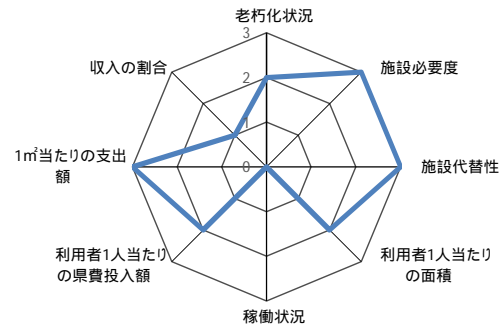 老朽化状況
3
収入の割合
施設必要度
2
1
1㎡当たりの支出
額
0
施設代替性
利用者1人当たり
の県費投入額
利用者1人当たり
の面積
稼働状況